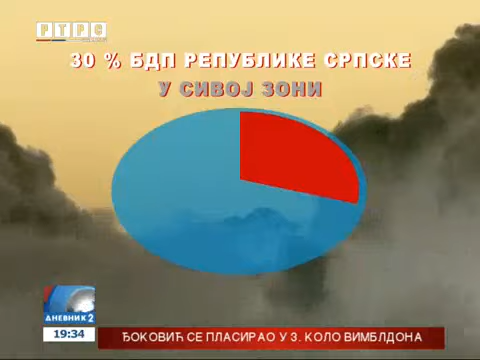 РТРС
30 % БДП РЕПУБЛИКЕ СРПСКЕ
У СИВОЈ ЗОНИ
ДНЕВНИК 2
19:34
ЂОКОВИЋ СЕ ПЛАСИРАО У 3. КОЛО ВИМБЛДОНА